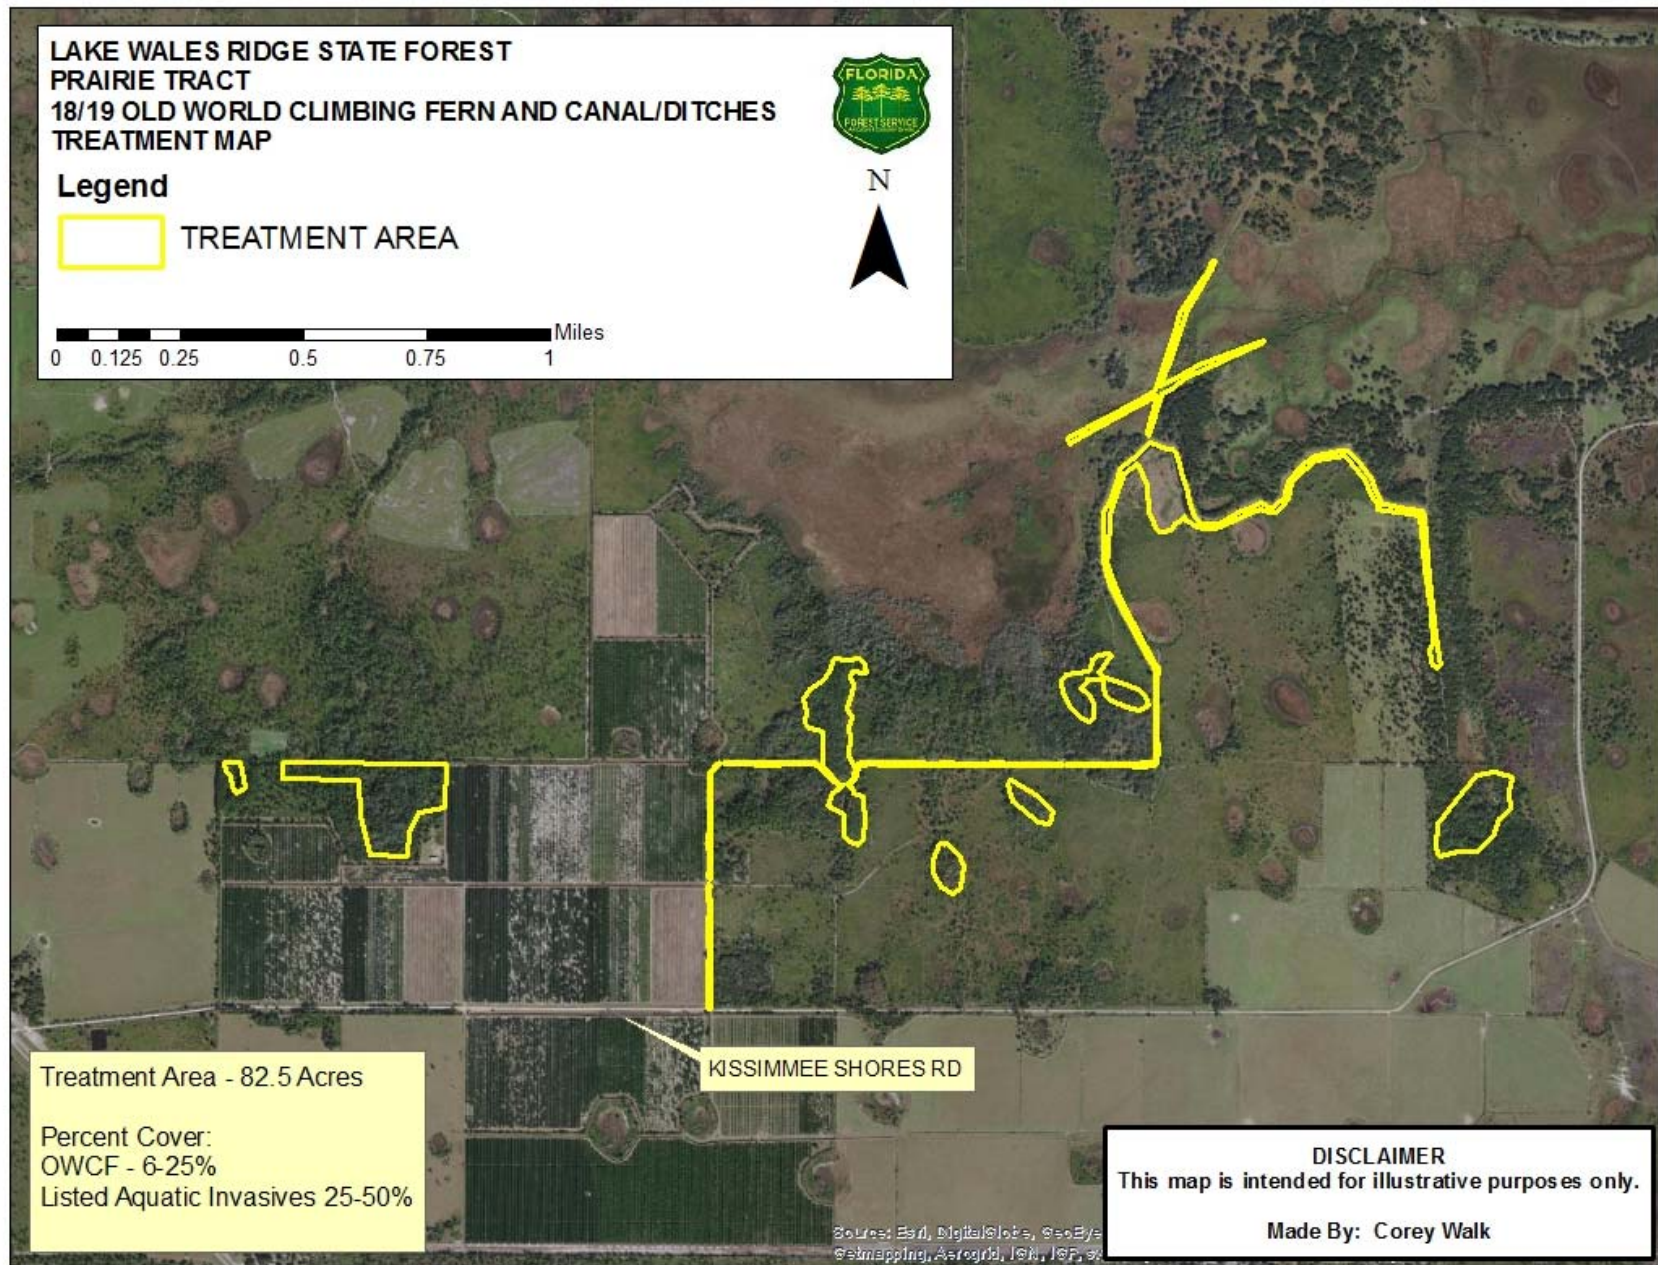 LAKE WALES RIDGE STATE FOREST
PRAIRIE TRACT
18/19 OLD WORLD CLIMBING FERN AND CANAL/DITCHES
TREATMENT MAP
FLORIDA
FOREST SERVICE
N
Legend
TREATMENT AREA
Miles
0 0.125 0.25 0.5 0.75 1
KISSIMMEE SHORES RD
Treatment Area - 82.5 Acres
Percent Cover:
OWCF - 6-25%
Listed Aquatic Invasives 25-50%
DISCLAIMER
This map is intended for illustrative purposes only.
Made By: Corey Walk
Source: Esri, DigitalGlobe, GeoEye
Getmapping, Aerogrid, IGN, IGP,